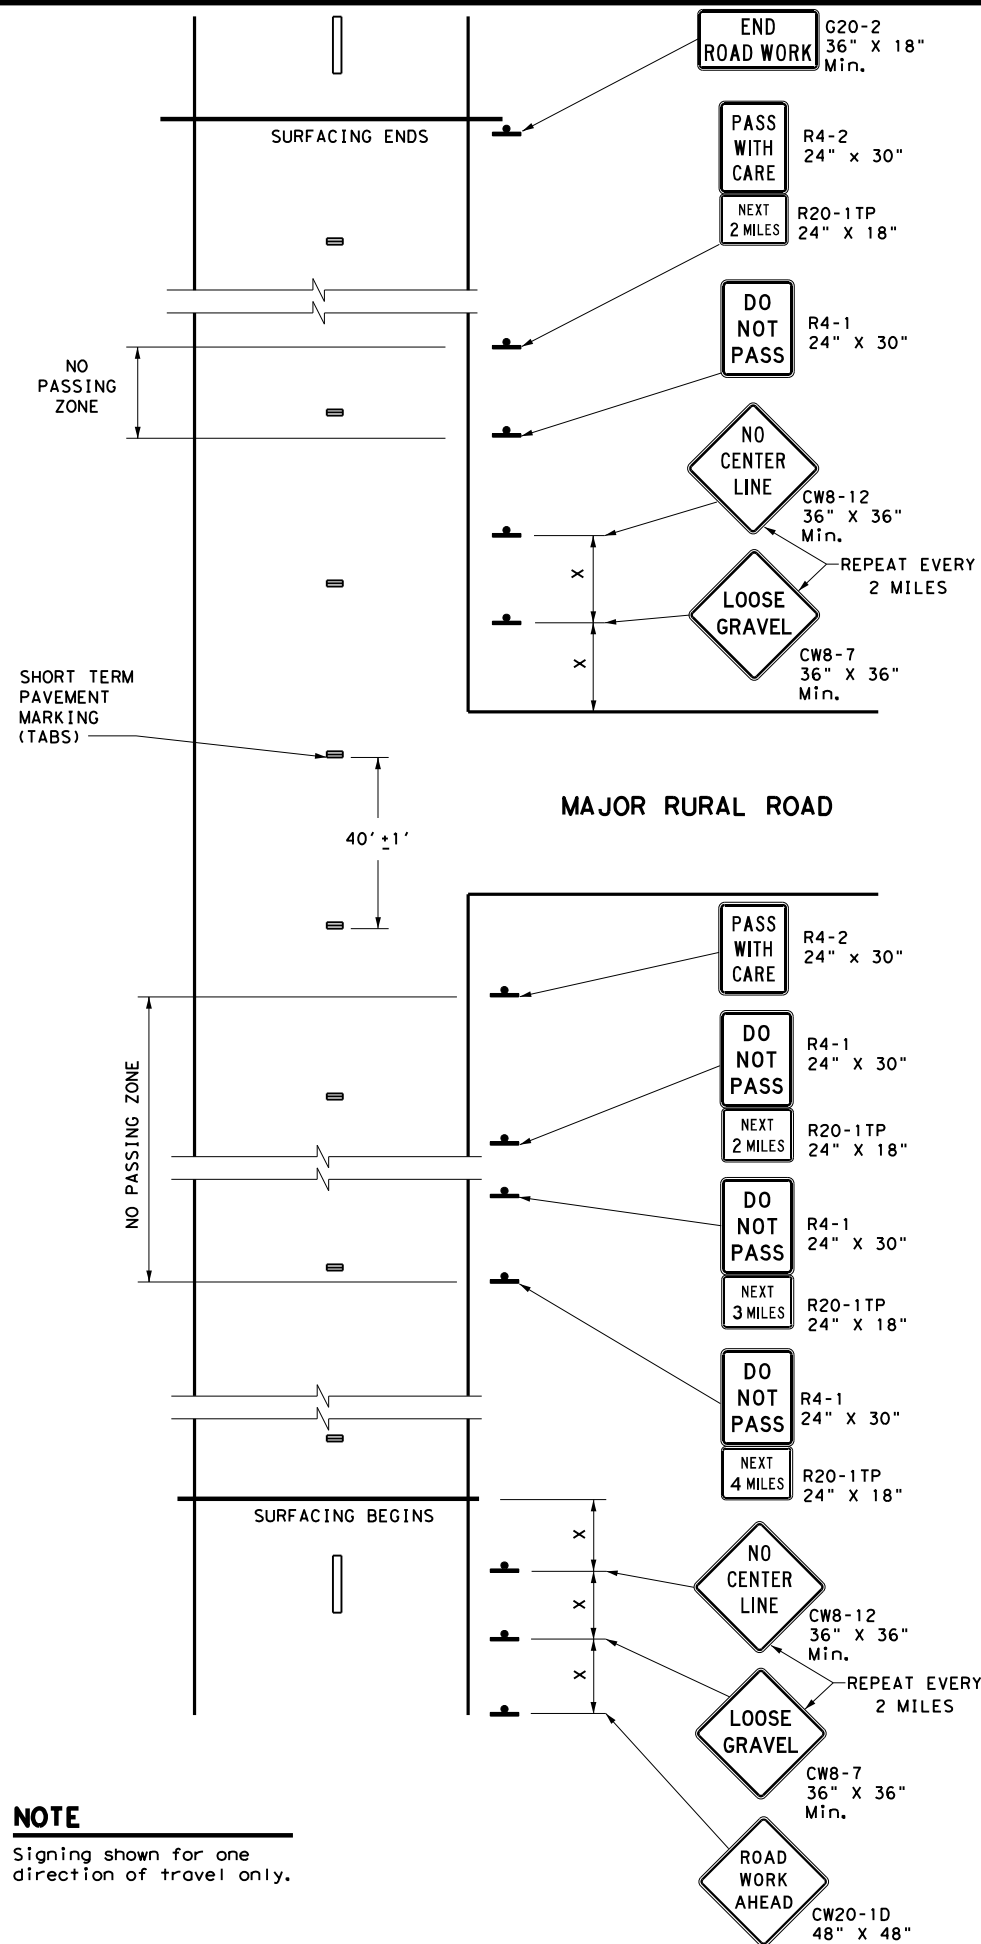 END
ROAD WORK
G20-2
36" X 18"
Min.
SURFACING ENDS
PASS
WITH
CARE
R4-2
24" x 30"
NEXT
2 MILES
R20-1TP
24" X 18"
DO
NOT
PASS
R4-1
24" X 30"
NO
PASSING
ZONE
NO
CENTER
LINE
CW8-12
36" X 36"
Min.
REPEAT EVERY
2 MILES
X
LOOSE
GRAVEL
CW8-7
36" X 36"
Min.
X
SHORT TERM
PAVEMENT
MARKING
(TABS)
40' ±1'
MAJOR RURAL ROAD
PASS
WITH
CARE
R4-2
24" x 30"
NO PASSING ZONE
DO
NOT
PASS
R4-1
24" X 30"
NEXT
2 MILES
R20-1TP
24" X 18"
DO
NOT
PASS
R4-1
24" X 30"
NEXT
3 MILES
R20-1TP
24" X 18"
DO
NOT
PASS
R4-1
24" X 30"
NEXT
4 MILES
R20-1TP
24" X 18"
SURFACING BEGINS
X
NO
CENTER
LINE
CW8-12
36" X 36"
Min.
X
REPEAT EVERY
2 MILES
X
LOOSE
GRAVEL
CW8-7
36" X 36"
Min.
ROAD
WORK
AHEAD
CW20-1D
48" X 48"
NOTE
Signing shown for one
direction of travel only.